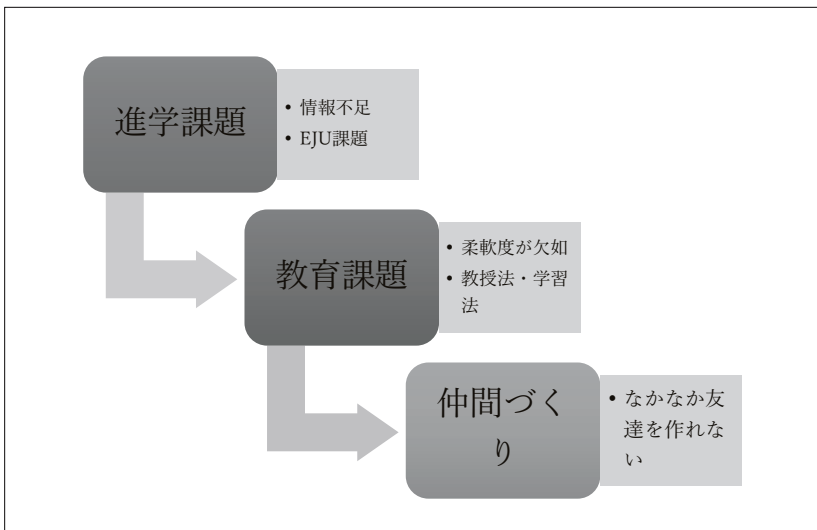 進学課題
• 情報不足
• EJU課題
教育課題
• 柔軟度が欠如
• 教授法・学習
法
仲間づく
り
• なかなか友
達を作れな
い